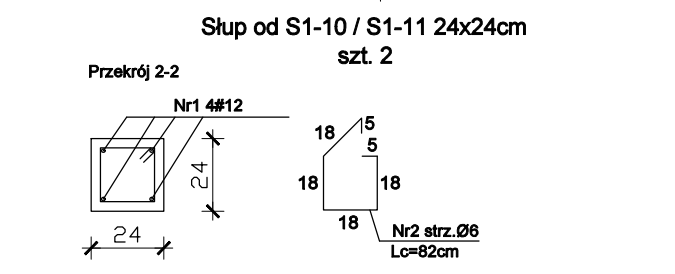 Słup od S1-10 / S1-11 24x24cm
szt. 2
Przekrój 2-2
Nr1 4#12
24
24
18
5
5
18
18
18
Nr2 strz.Ø6
Lc=82cm